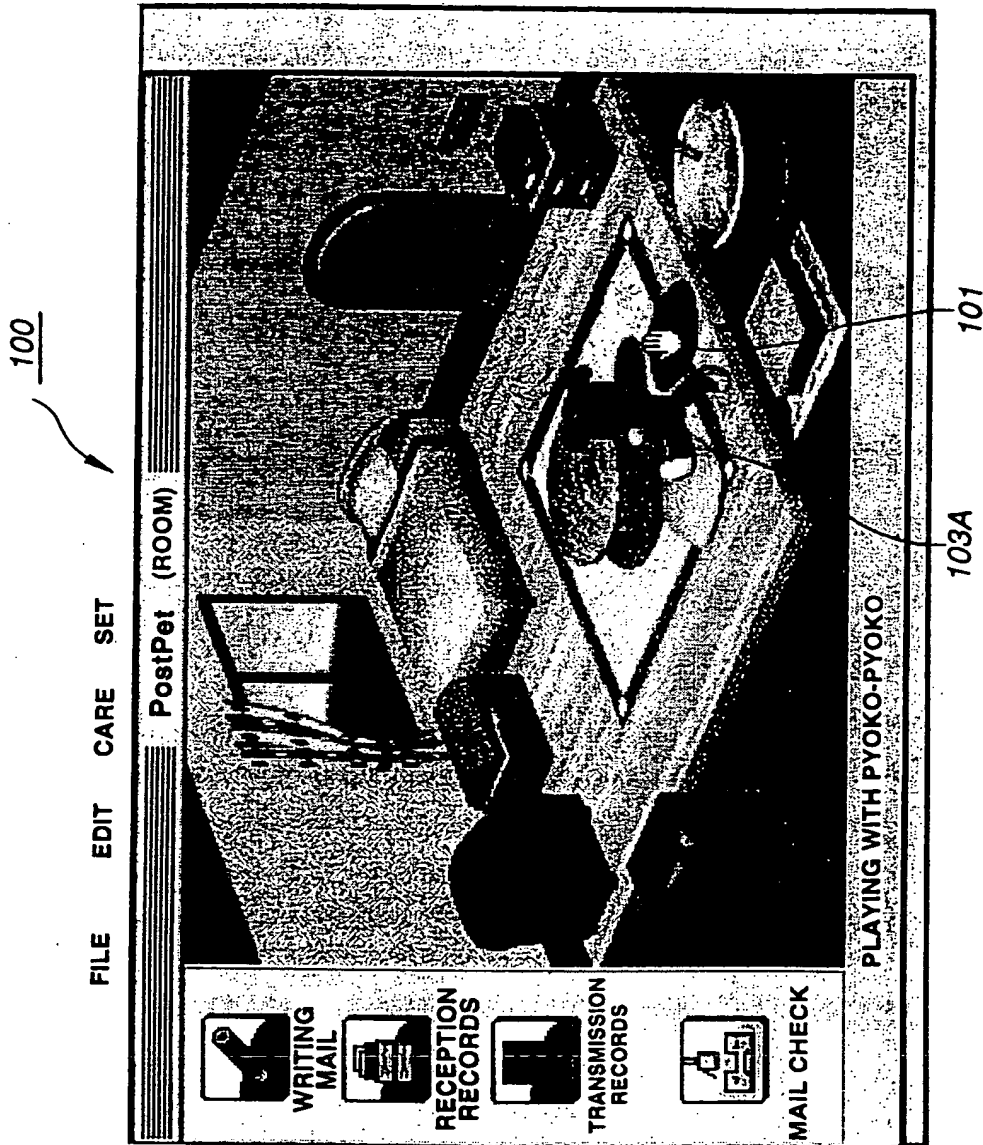 100
FILE EDIT CARE SET
PostPet (ROOM)
WRITING
MAIL
RECEPTION
RECORDS
TRANSMISSION
RECORDS
MAIL CHECK
PLAYING WITH PYOKO-PYOKO
103A
101